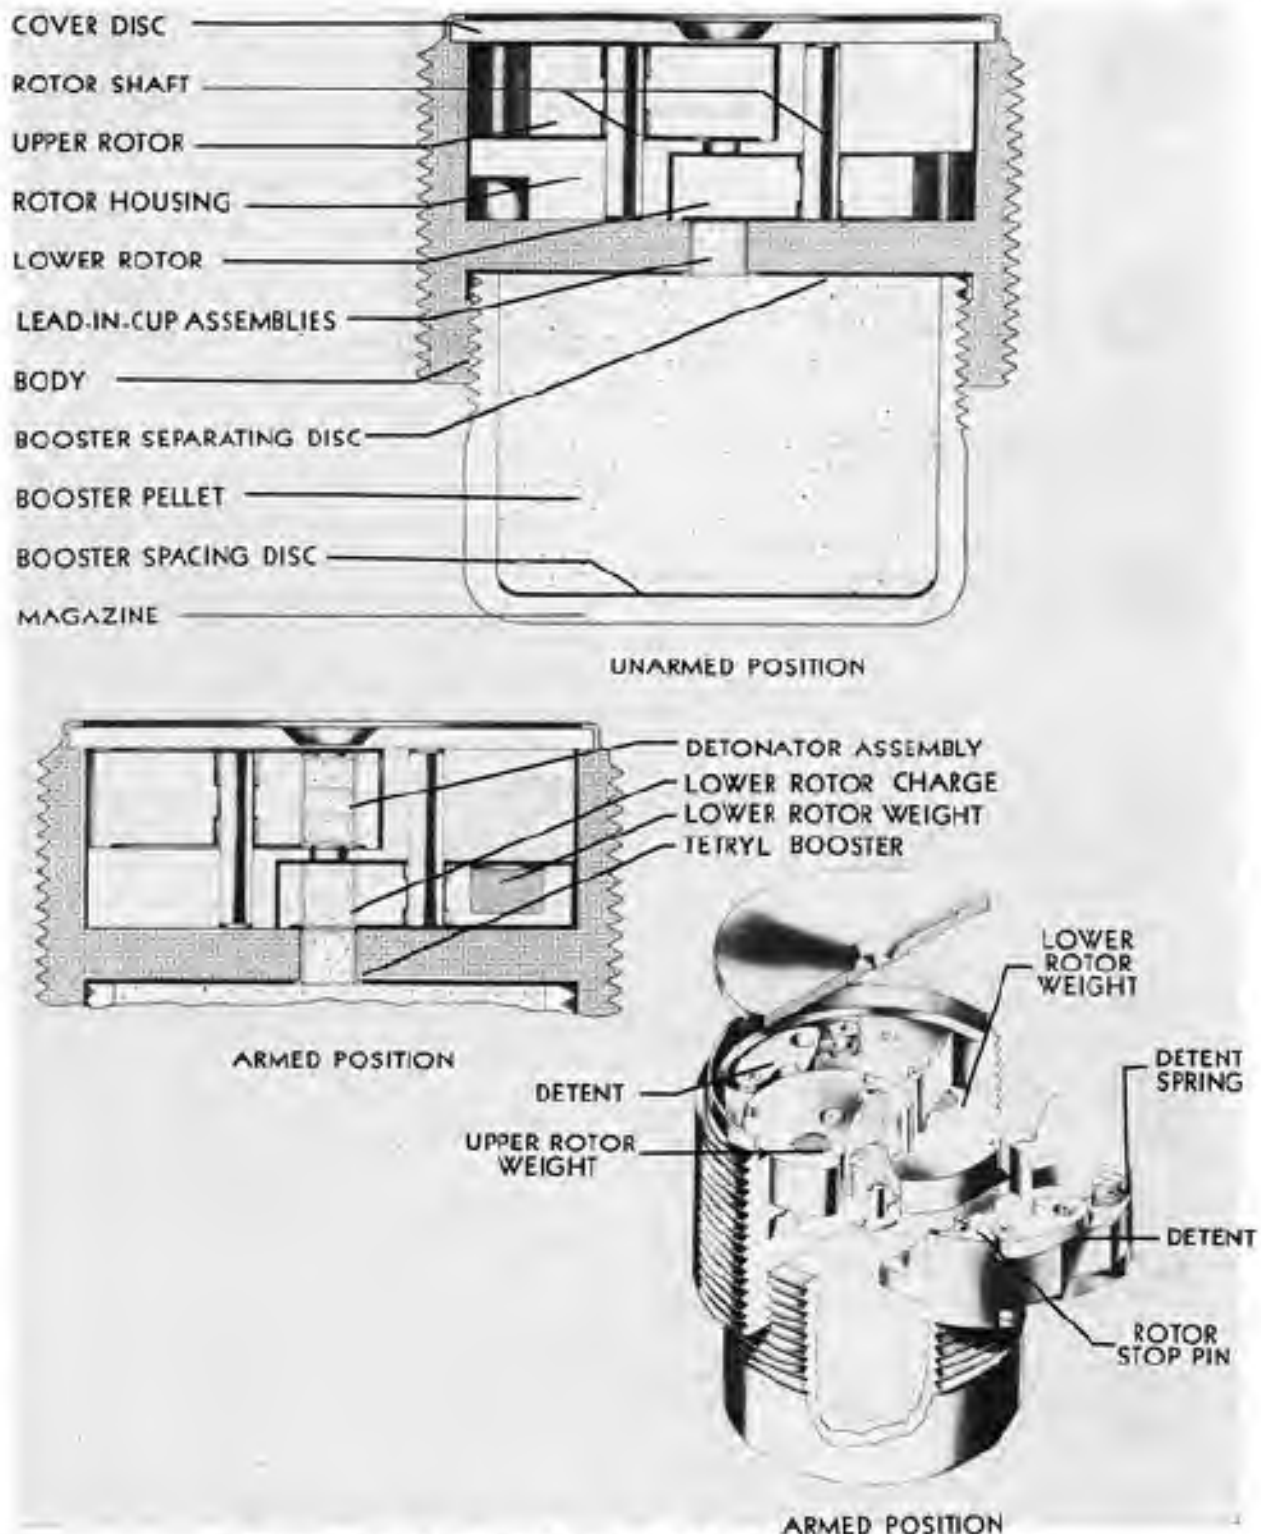 COVER DISC
ROTOR SHAFT
UPPER ROTOR
ROTOR HOUSING
LOWER ROTOR
LEAD-IN-CUP ASSEMBLIES
BODY
BOOSTER SEPARATING DISC
BOOSTER PELLET
BOOSTER SPACING DISC
MAGAZINE
UNARMED POSITION
DETONATOR ASSEMBLY
LOWER ROTOR CHARGE
LOWER ROTOR WEIGHT
TETRYL BOOSTER
ARMED POSITION
LOWER
ROTOR
WEIGHT
DETENT
SPRING
DETENT
UPPER ROTOR
WEIGHT
DETENT
ROTOR
STOP PIN
ARMED POSITION